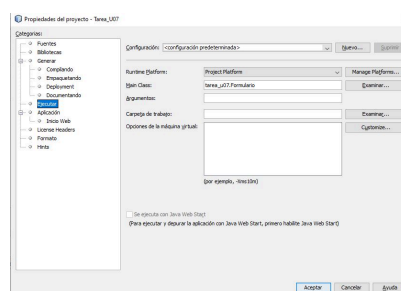 Propiedades del proyecto - Tarea_U07
Categorías:
Fuentes
Bibliotecas
Generar
Compilando
Empaquetando
Deployment
Documentando
Ejecutar
Aplicación
Inicio Web
License Headers
Formato
Hints
Configuración: <configuración predeterminada> Nuevo... Suprimir
Runtime Platform: Project Platform Manage Platforms...
Main Class: tarea_u07.Formulario Examinar...
Argumentos:
Carpeta de trabajo: Examinar...
Opciones de la máquina virtual: Customize...
(por ejemplo, -Xms10m)
Se ejecuta con Java Web Start
(Para ejecutar y depurar la aplicación con Java Web Start, primero habilite Java Web Start)
Aceptar Cancelar Ayuda